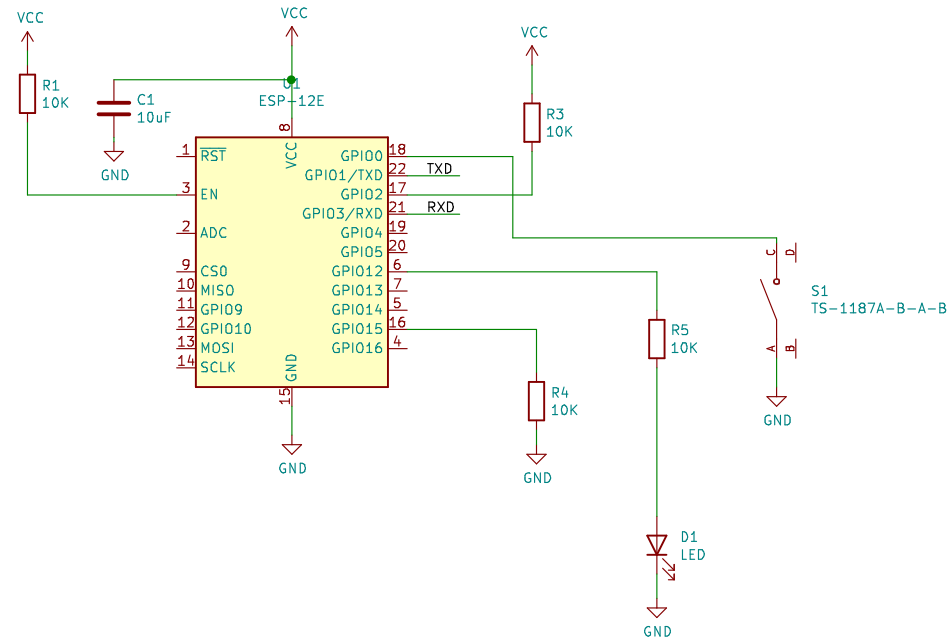 VCC
R1
10K
C1
10uF
GND
VCC
U1
ESP-12E
VCC
R3
10K
8
VCC
1
RST
3
EN
2
ADC
9
CS0
10
MISO
11
GPIO9
12
GPIO10
13
MOSI
14
SCLK
GPIO0
18
GPIO1/TXD
22
TXD
GPIO2
17
GPIO3/RXD
21
RXD
GPIO4
19
GPIO5
20
GPIO12
6
GPIO13
7
GPIO14
5
GPIO15
16
GPIO16
4
GND
15
GND
R4
10K
GND
R5
10K
D1
LED
GND
C
D
S1
TS-1187A-B-A-B
A
B
GND